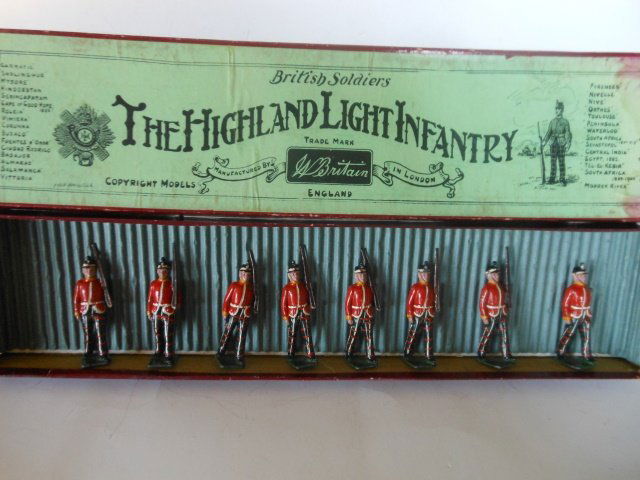 British Soldiers
THE HIGHLAND LIGHT INFANTRY
TRADE MARK
MANUFACTURED BY
W. Britain
IN LONDON
COPYRIGHT MODELS
ENGLAND
CARNATIC
MYSORE
HINDOOSTAN
SERINGAPATAM
CAPE OF GOOD HOPE
ROLEIA
VIMIERA
CORUNNA
BUSACO
FUENTES D'ONOR
CIUDAD RODRIGO
BADAJOZ
ALMARAZ
SALAMANCA
VITTORIA
PYRENEES
NIVELLE
NIVE
ORTHES
TOULOUSE
PENINSULA
WATERLOO
SOUTH AFRICA
SEVASTOPOL
CENTRAL INDIA
EGYPT, 1882
TEL-EL-KEBIR
SOUTH AFRICA
MODDER RIVER